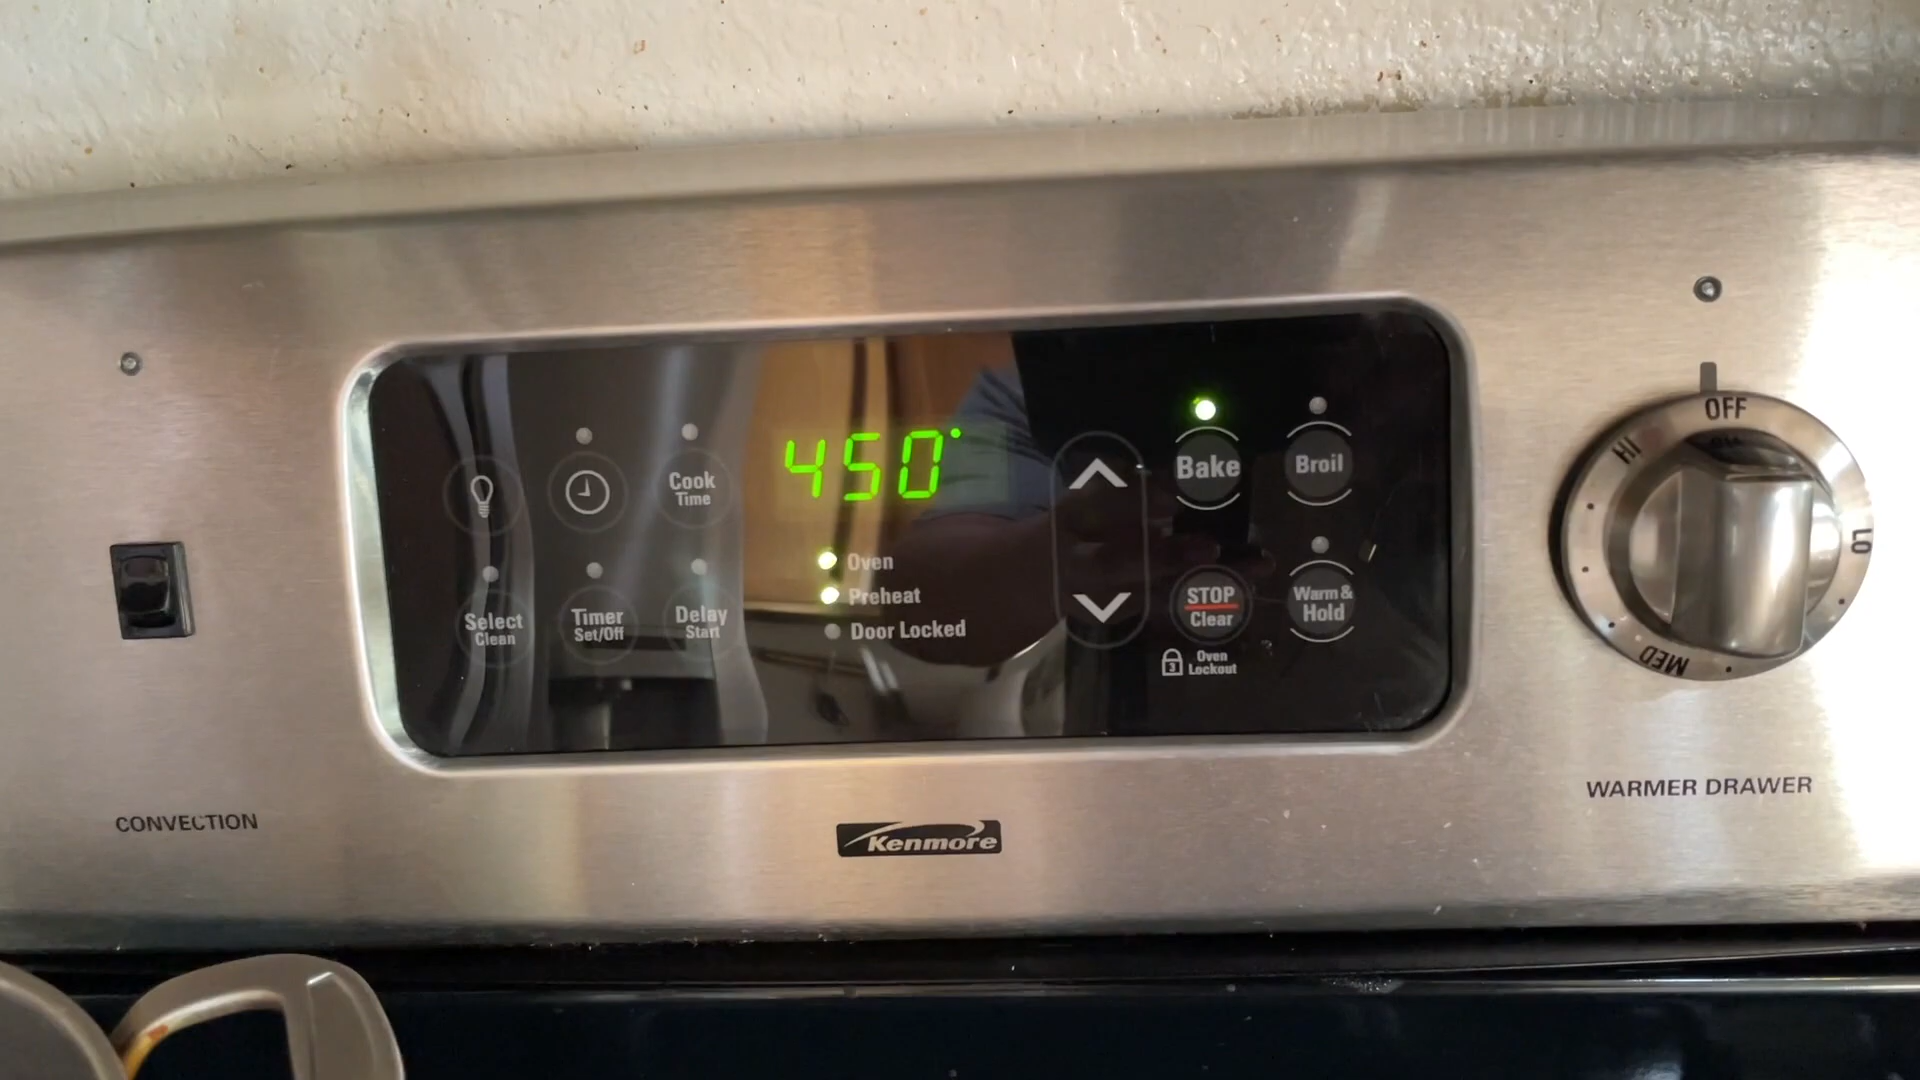 450°
Cook
Time
Bake
Broil
Oven
Preheat
Door Locked
Select
Clean
Timer
Set/Off
Delay
Start
STOP
Clear
Warm &
Hold
3
Oven
Lockout
OFF
HI
LO
MED
CONVECTION
WARMER DRAWER
Kenmore